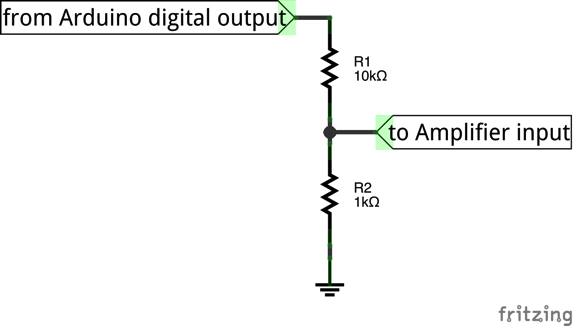 from Arduino digital output
R1
10kΩ
to Amplifier input
R2
1kΩ
fritzing